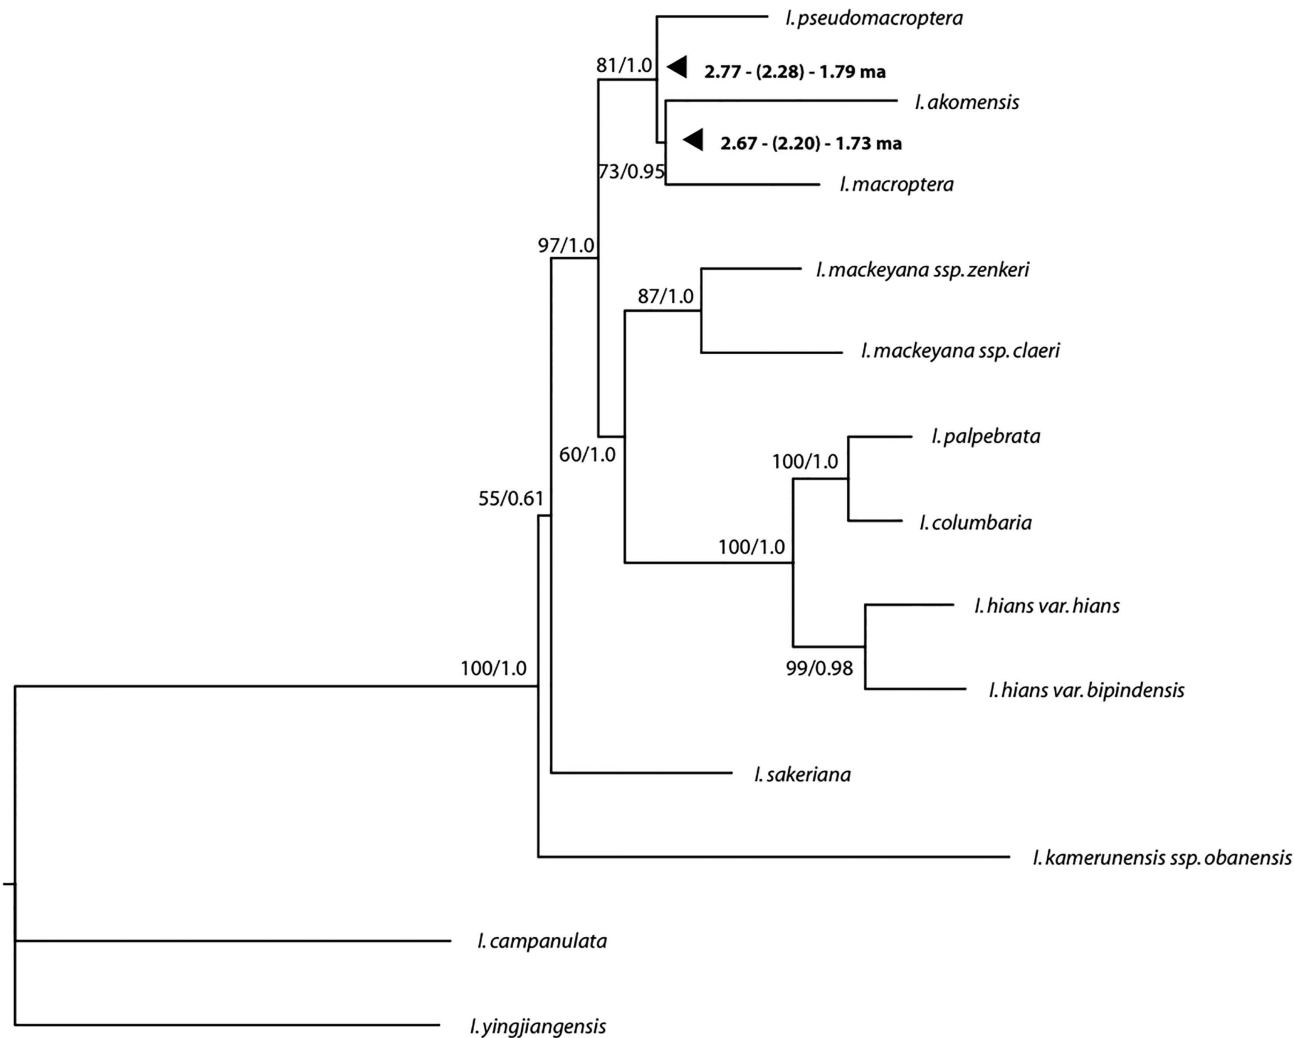 I. pseudomacroptera
81/1.0
2.77 - (2.28) - 1.79 ma
I. akomensis
2.67 - (2.20) - 1.73 ma
73/0.95
I. macroptera
97/1.0
I. mackeyana ssp. zenkeri
87/1.0
I. mackeyana ssp. claeri
I. palpebrata
60/1.0
100/1.0
55/0.61
I. columbaria
100/1.0
I. hians var. hians
100/1.0
99/0.98
I. hians var. bipindensis
I. sakeriana
I. kamerunensis ssp. obanensis
I. campanulata
I. yingjiangensis